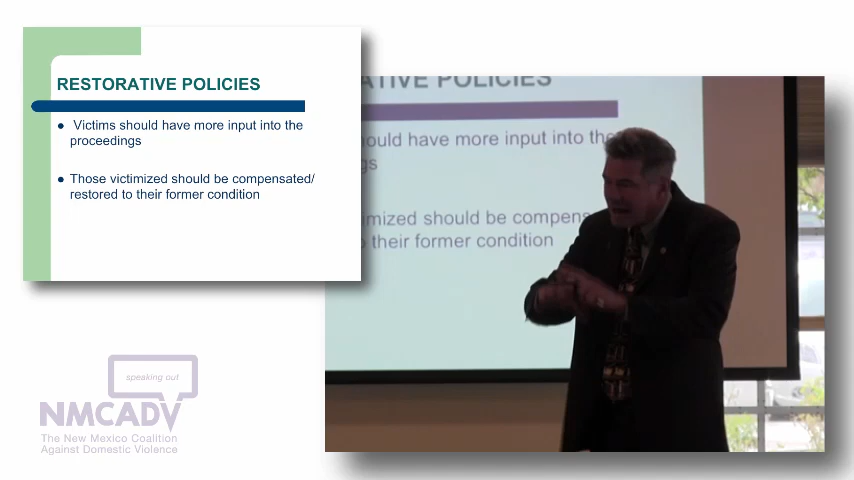 RESTORATIVE POLICIES
● Victims should have more input into the
proceedings
● Those victimized should be compensated/
restored to their former condition
ATIVE POLICIES
ould have more input into the
gs
imized should be compens
their former condition
speaking out
NMCADV
The New Mexico Coalition
Against Domestic Violence